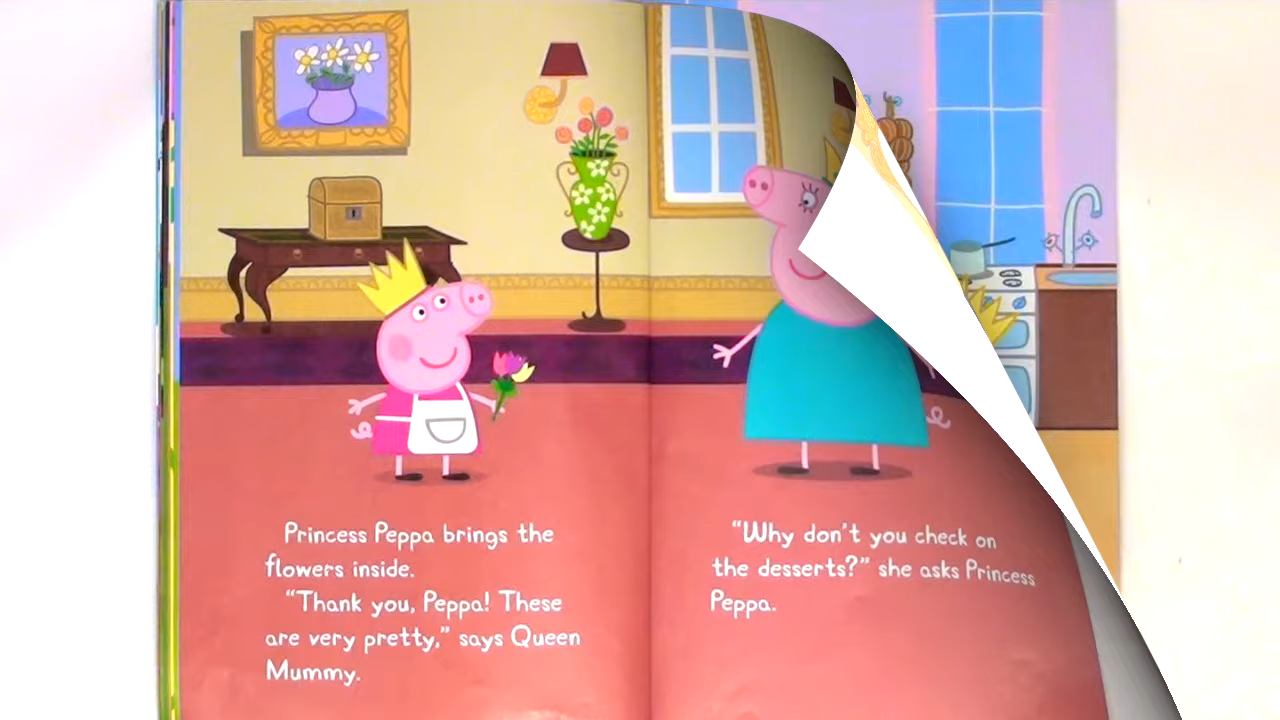 Princess Peppa brings the
flowers inside.
“Thank you, Peppa! These
are very pretty,” says Queen
Mummy.
“Why don’t you check on
the desserts?” she asks Princess
Peppa.